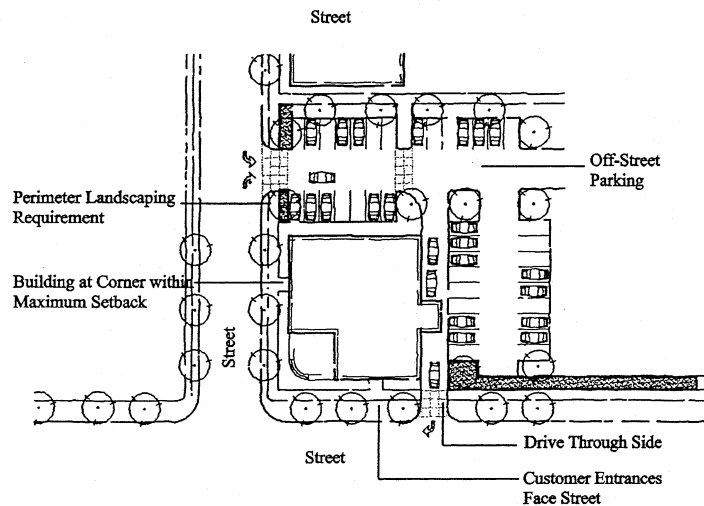 Street
Off-Street
Parking
Perimeter Landscaping
Requirement
Building at Corner within
Maximum Setback
Street
Street
Drive Through Side
Customer Entrances
Face Street